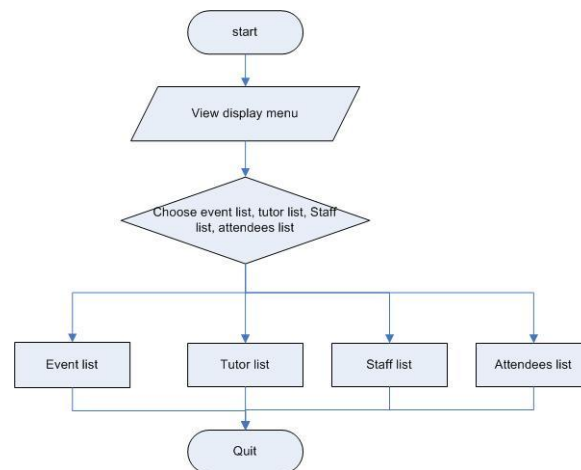 start
View display menu
Choose event list, tutor list, Staff
list, attendees list
Event list
Tutor list
Staff list
Attendees list
Quit